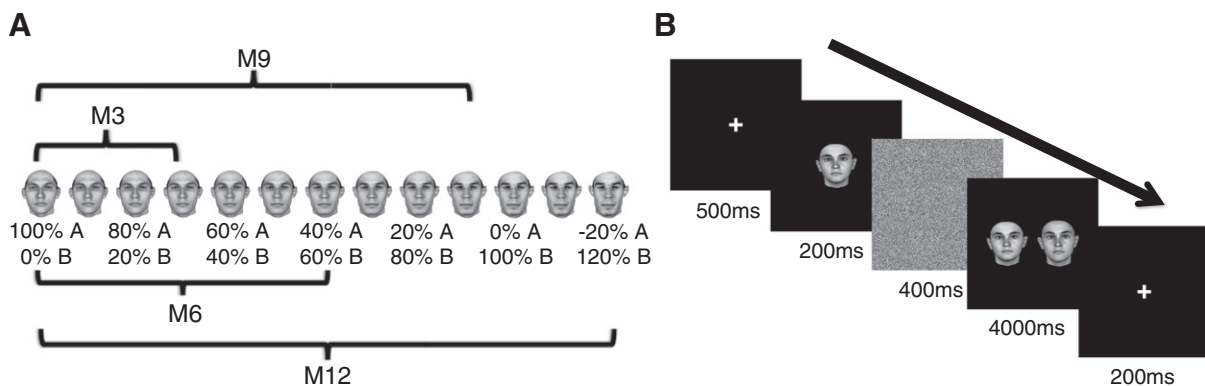 A
M9
M3
100% A 80% A 60% A 40% A 20% A 0% A -20% A
0% B 20% B 40% B 60% B 80% B 100% B 120% B
M6
M12
B
500ms
200ms
400ms
4000ms
200ms